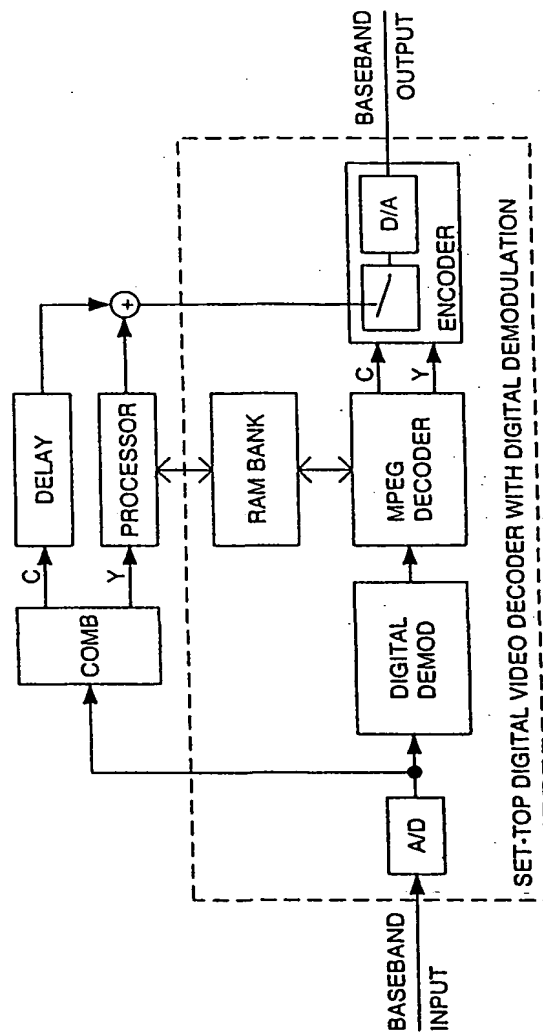 BASEBAND
INPUT
A/D
COMB
C
Y
DELAY
PROCESSOR
+
RAM BANK
DIGITAL
DEMOD
MPEG
DECODER
C
Y
D/A
ENCODER
BASEBAND
OUTPUT
SET-TOP DIGITAL VIDEO DECODER WITH DIGITAL DEMODULATION